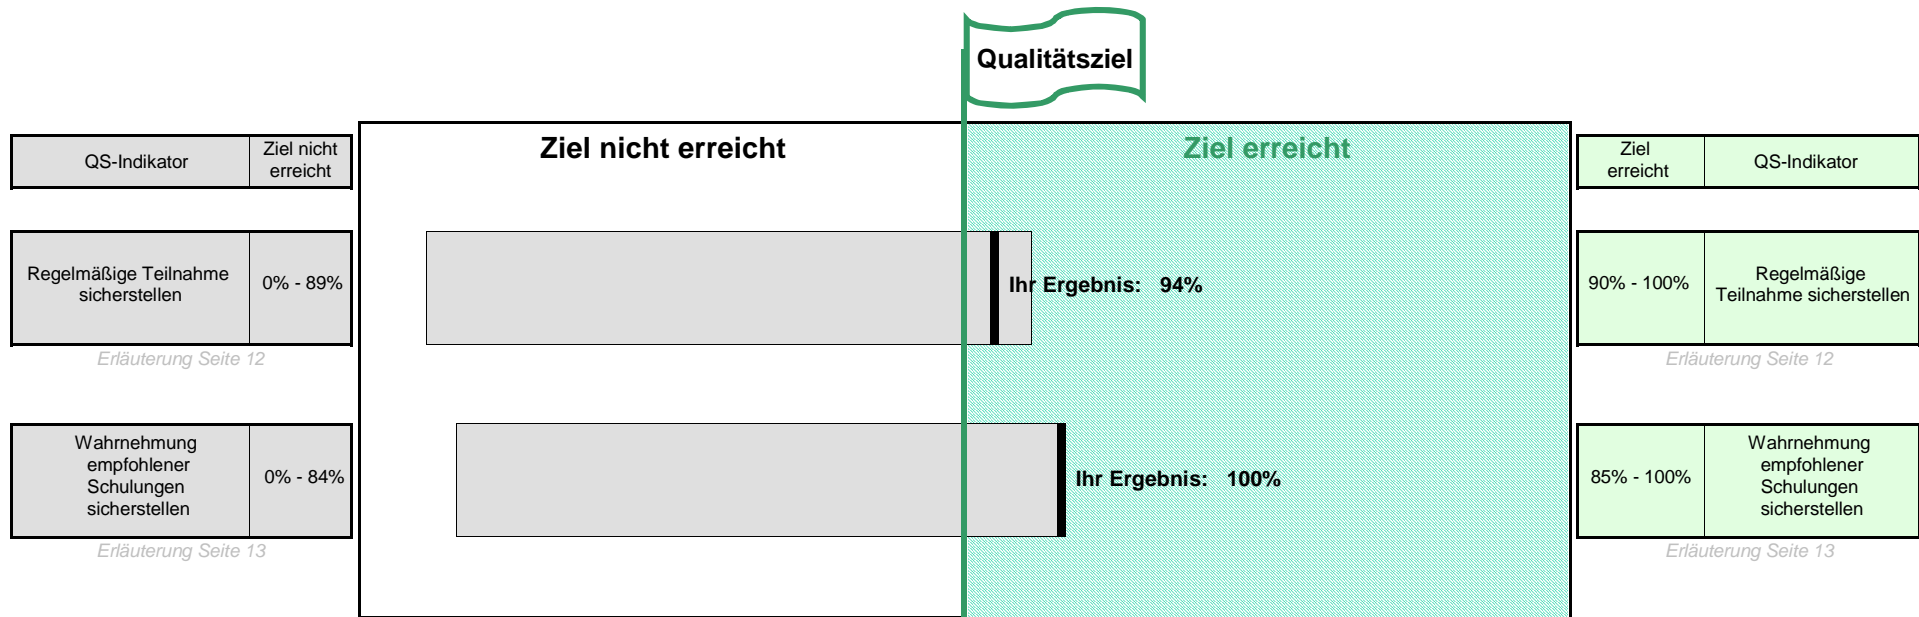 Qualitätsziel
Ziel nicht erreicht
Ziel erreicht
QS-Indikator
Ziel nicht
erreicht
Ziel
erreicht
QS-Indikator
Regelmäßige Teilnahme
sicherstellen
0% - 89%
Ihr Ergebnis: 94%
90% - 100%
Regelmäßige
Teilnahme sicherstellen
Erläuterung Seite 12
Erläuterung Seite 12
Wahrnehmung
empfohlener
Schulungen
sicherstellen
0% - 84%
Ihr Ergebnis: 100%
85% - 100%
Wahrnehmung
empfohlener
Schulungen
sicherstellen
Erläuterung Seite 13
Erläuterung Seite 13